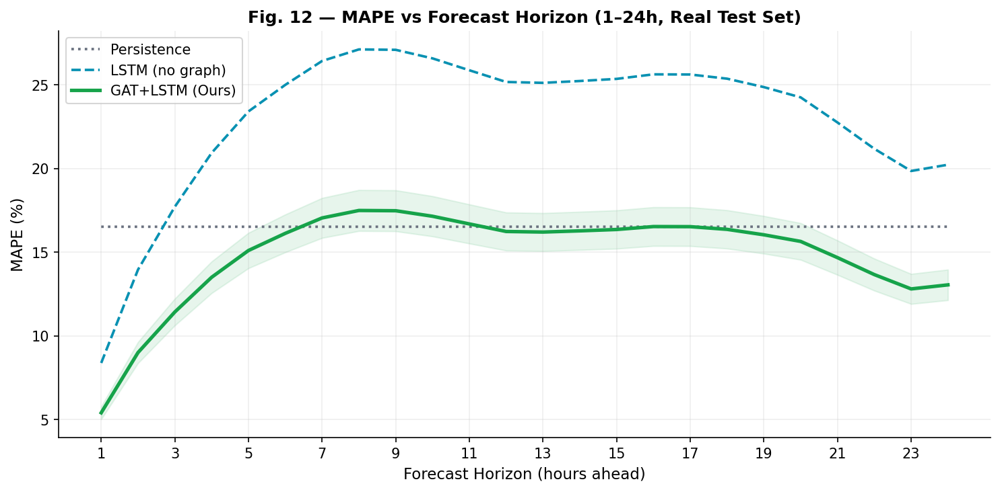 Fig. 12 — MAPE vs Forecast Horizon (1–24h, Real Test Set)
Persistence
LSTM (no graph)
GAT+LSTM (Ours)
MAPE (%)
25
20
15
10
5
1 3 5 7 9 11 13 15 17 19 21 23
Forecast Horizon (hours ahead)